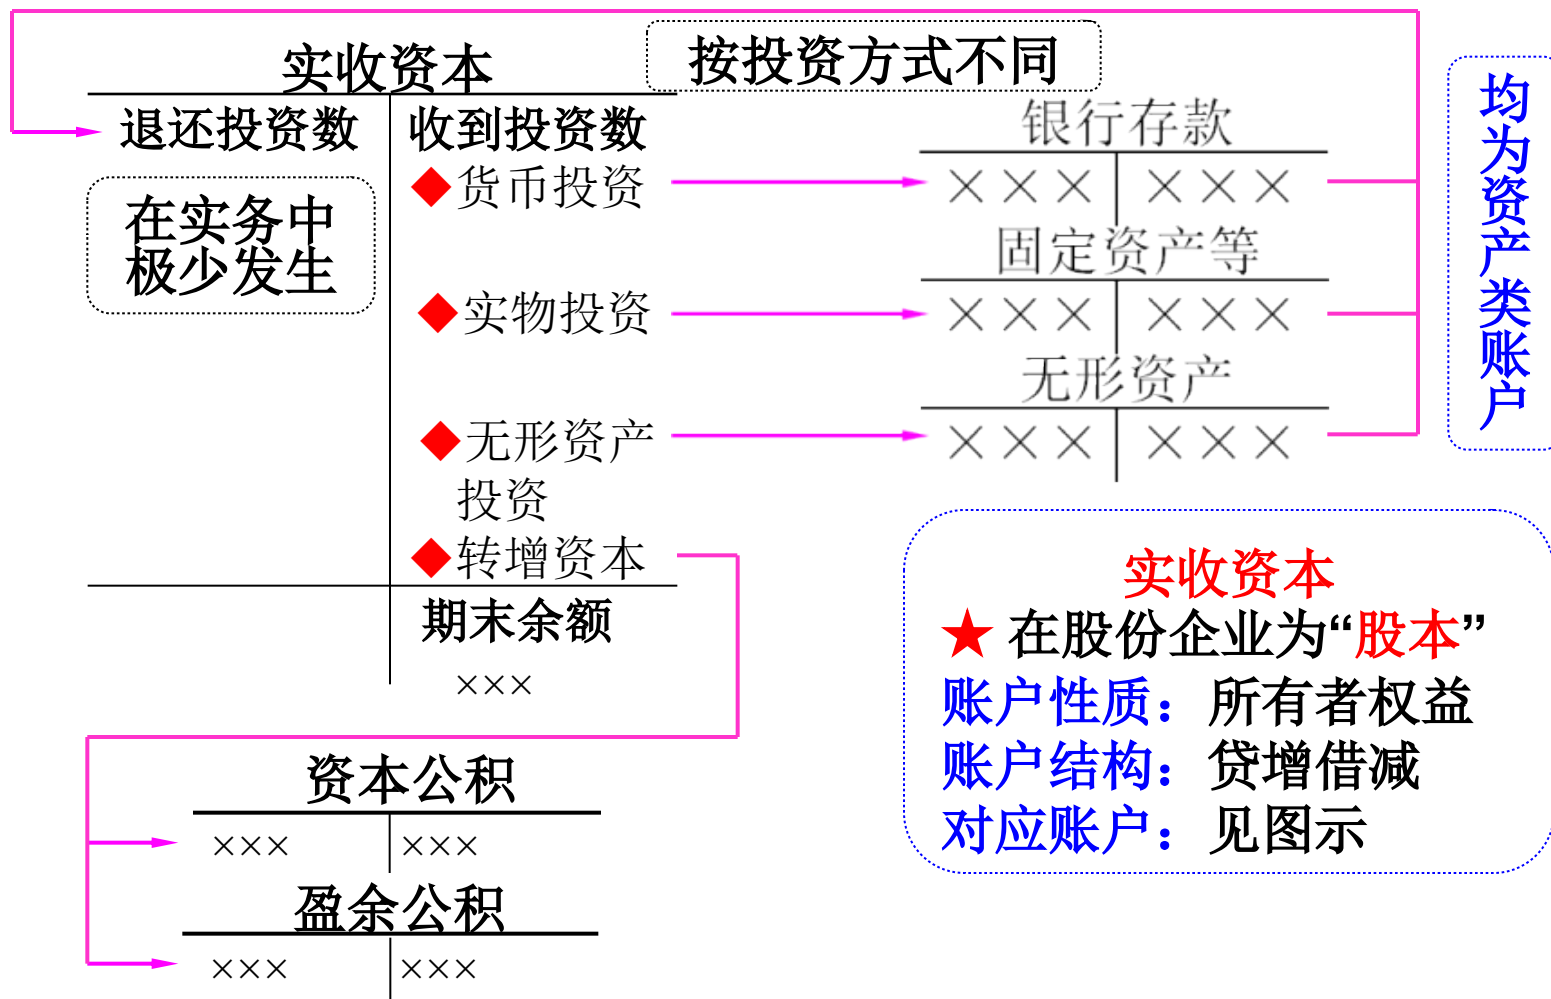 实收资本
按投资方式不同
退还投资数
收到投资数
在实务中
极少发生
◆货币投资
◆实物投资
◆无形资产
投资
◆转增资本
期末余额
×××
银行存款
××× ×××
固定资产等
××× ×××
无形资产
××× ×××
均为资产类账户
资本公积
××× ×××
盈余公积
××× ×××
实收资本
★ 在股份企业为“股本”
账户性质：所有者权益
账户结构：贷增借减
对应账户：见图示